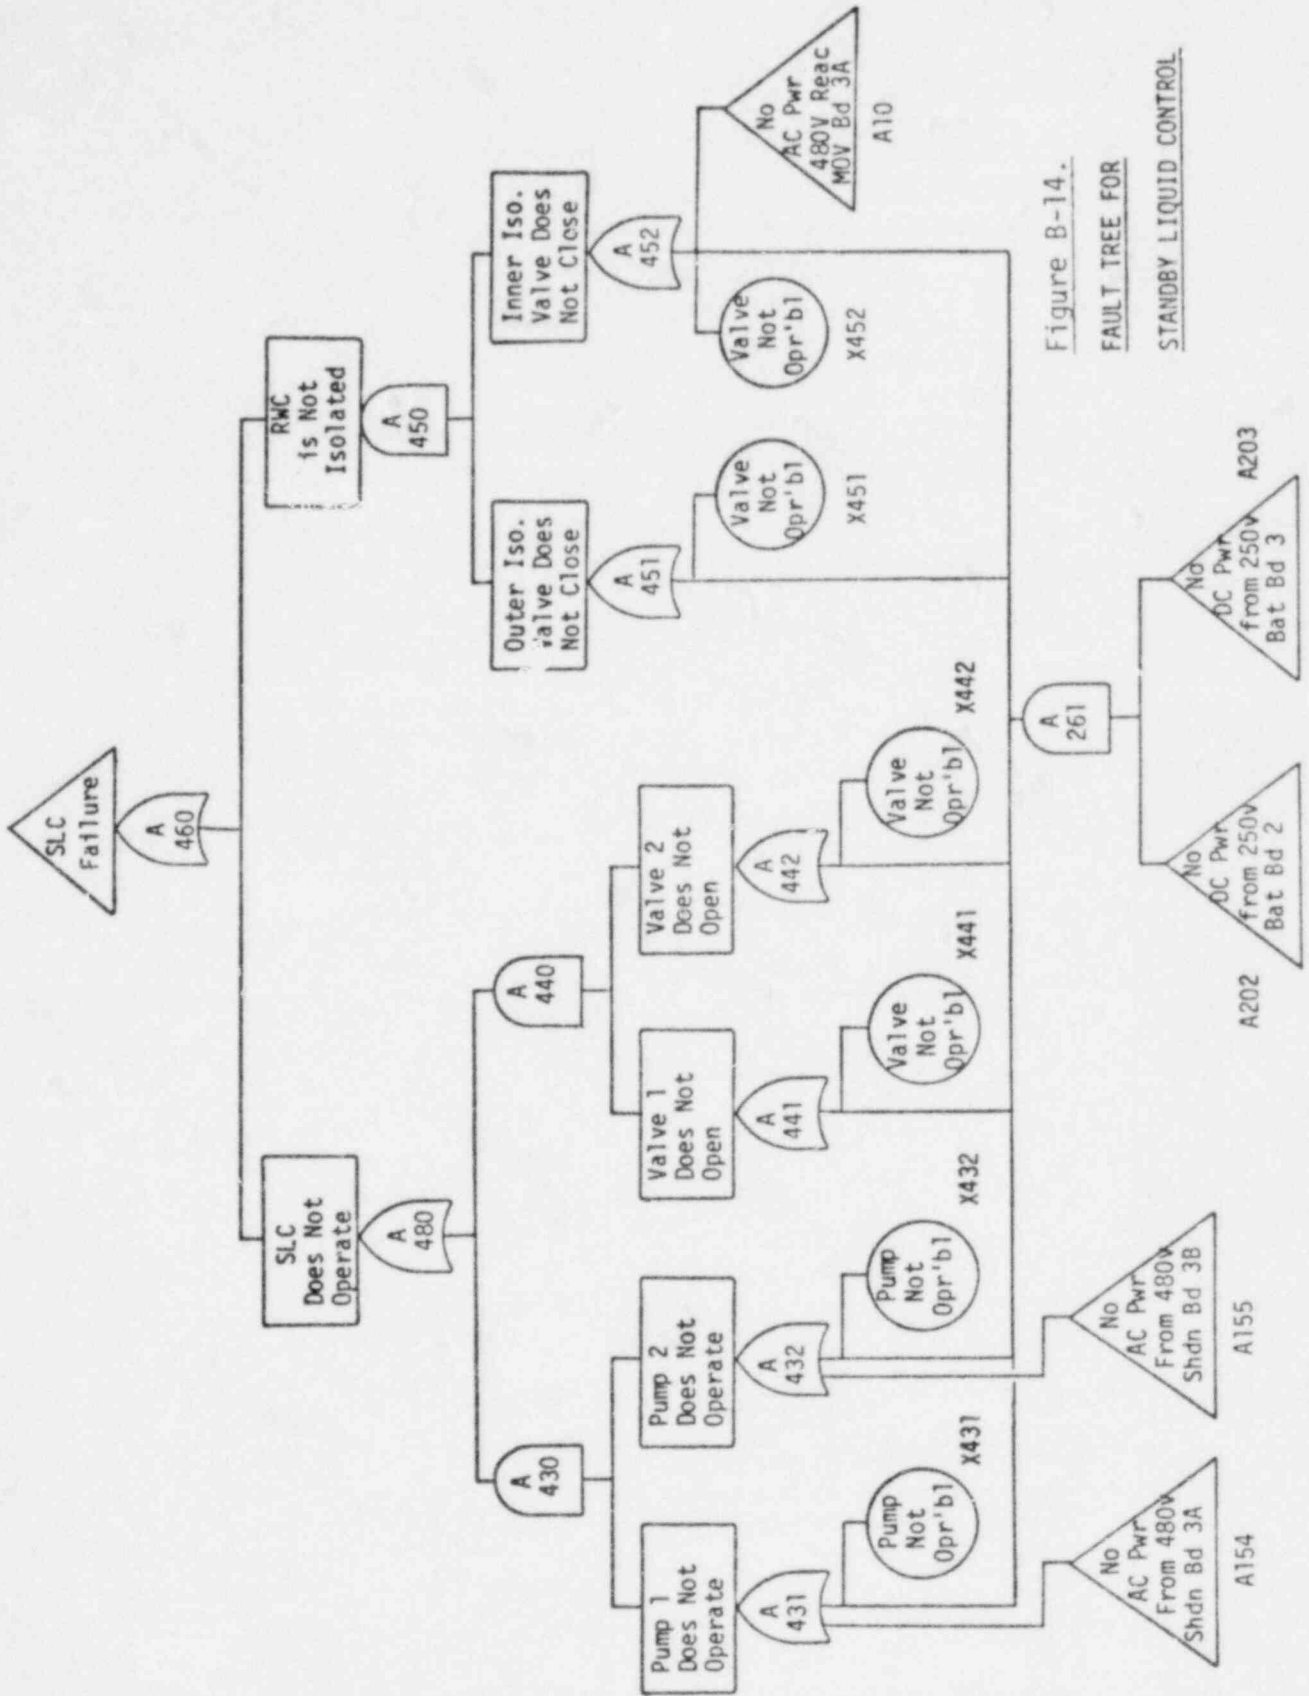 SLC
Failure
A
460
SLC
Does Not
Operate
RWC
is Not
Isolated
A
480
A
450
A
430
A
440
Outer Iso.
Valve Does
Not Close
Inner Iso.
Valve Does
Not Close
A
451
A
452
Pump 1
Does Not
Operate
Pump 2
Does Not
Operate
Valve 1
Does Not
Open
Valve 2
Does Not
Open
A
431
A
432
A
441
A
442
Valve
Not
Opr'bl
X451
Valve
Not
Opr'bl
X452
No
AC Pwr
480V Reac
MOV Bd 3A
A10
Pump
Not
Opr'bl
X431
Pump
Not
Opr'bl
X432
Valve
Not
Opr'bl
X441
Valve
Not
Opr'bl
X442
A
261
No
AC Pwr
From 480v
Shdn Bd 3A
A154
No
AC Pwr
From 480v
Shdn Bd 3B
A155
No
DC Pwr
from 250v
Bat Bd 2
A202
No
DC Pwr
from 250v
Bat Bd 3
A203
Figure B-14.
FAULT TREE FOR
STANDBY LIQUID CONTROL